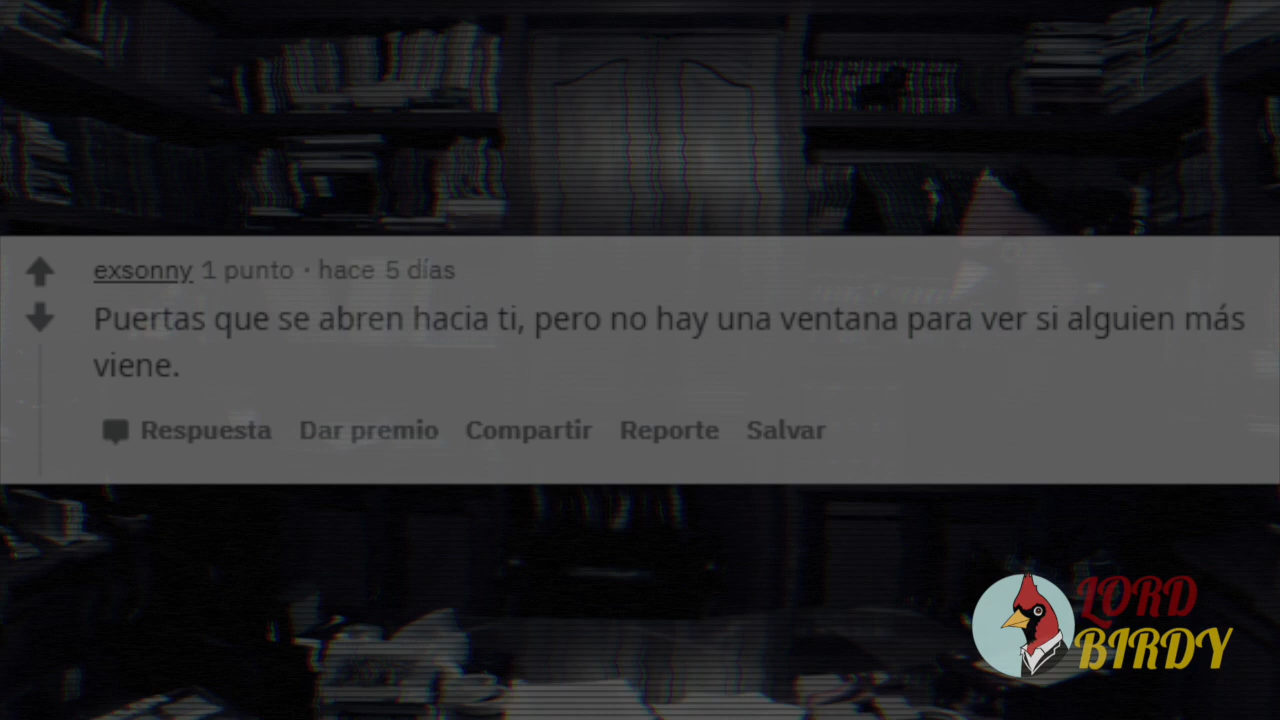 exsonny 1 punto · hace 5 días
Puertas que se abren hacia ti, pero no hay una ventana para ver si alguien más
viene.
Respuesta Dar premio Compartir Reporte Salvar
LORD
BIRDY